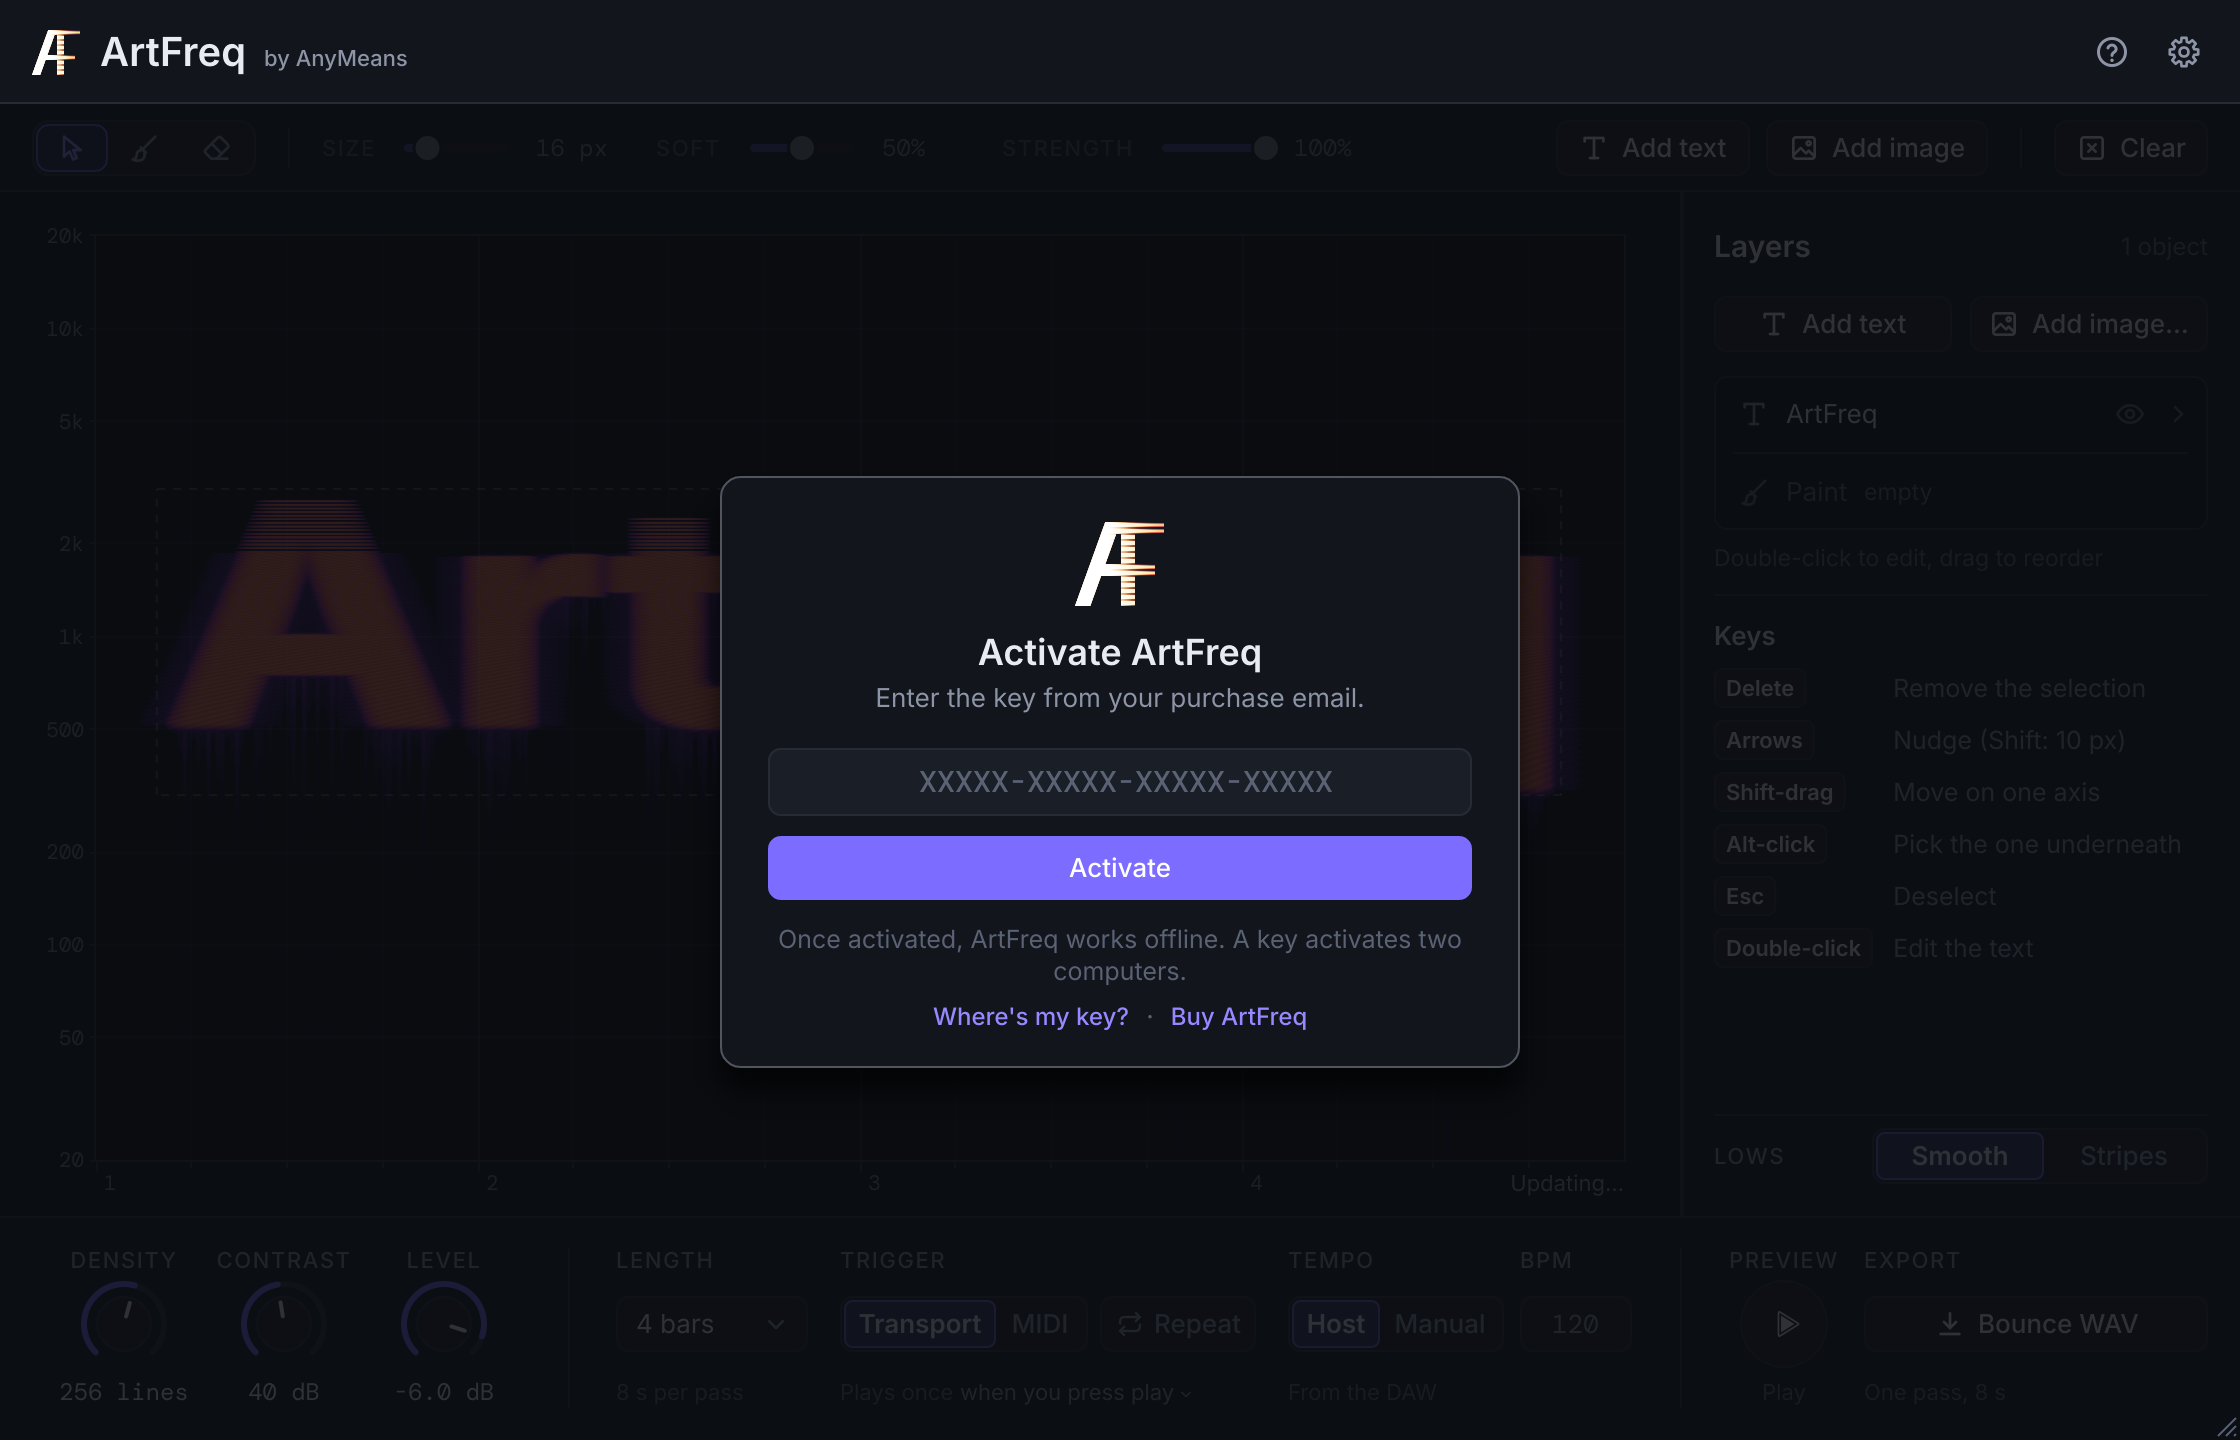 ArtFreq by AnyMeans
SIZE 16 px SOFT 50% STRENGTH 100% Add text Add image Clear
20k
10k
5k
2k
1k
500
200
100
50
20
1 2 3 4 Updating...
Art
Layers 1 object
Add text Add image...
ArtFreq
Paint empty
Double-click to edit, drag to reorder
Keys
Delete Remove the selection
Arrows Nudge (Shift: 10 px)
Shift-drag Move on one axis
Alt-click Pick the one underneath
Esc Deselect
Double-click Edit the text
LOWS Smooth Stripes
AF
Activate ArtFreq
Enter the key from your purchase email.
XXXXX-XXXXX-XXXXX-XXXXX
Activate
Once activated, ArtFreq works offline. A key activates two
computers.
Where's my key? · Buy ArtFreq
DENSITY CONTRAST LEVEL LENGTH TRIGGER TEMPO BPM PREVIEW EXPORT
4 bars Transport MIDI Repeat Host Manual 120 Bounce WAV
256 lines 40 dB -6.0 dB 8 s per pass Plays once when you press play From the DAW Play One pass, 8 s